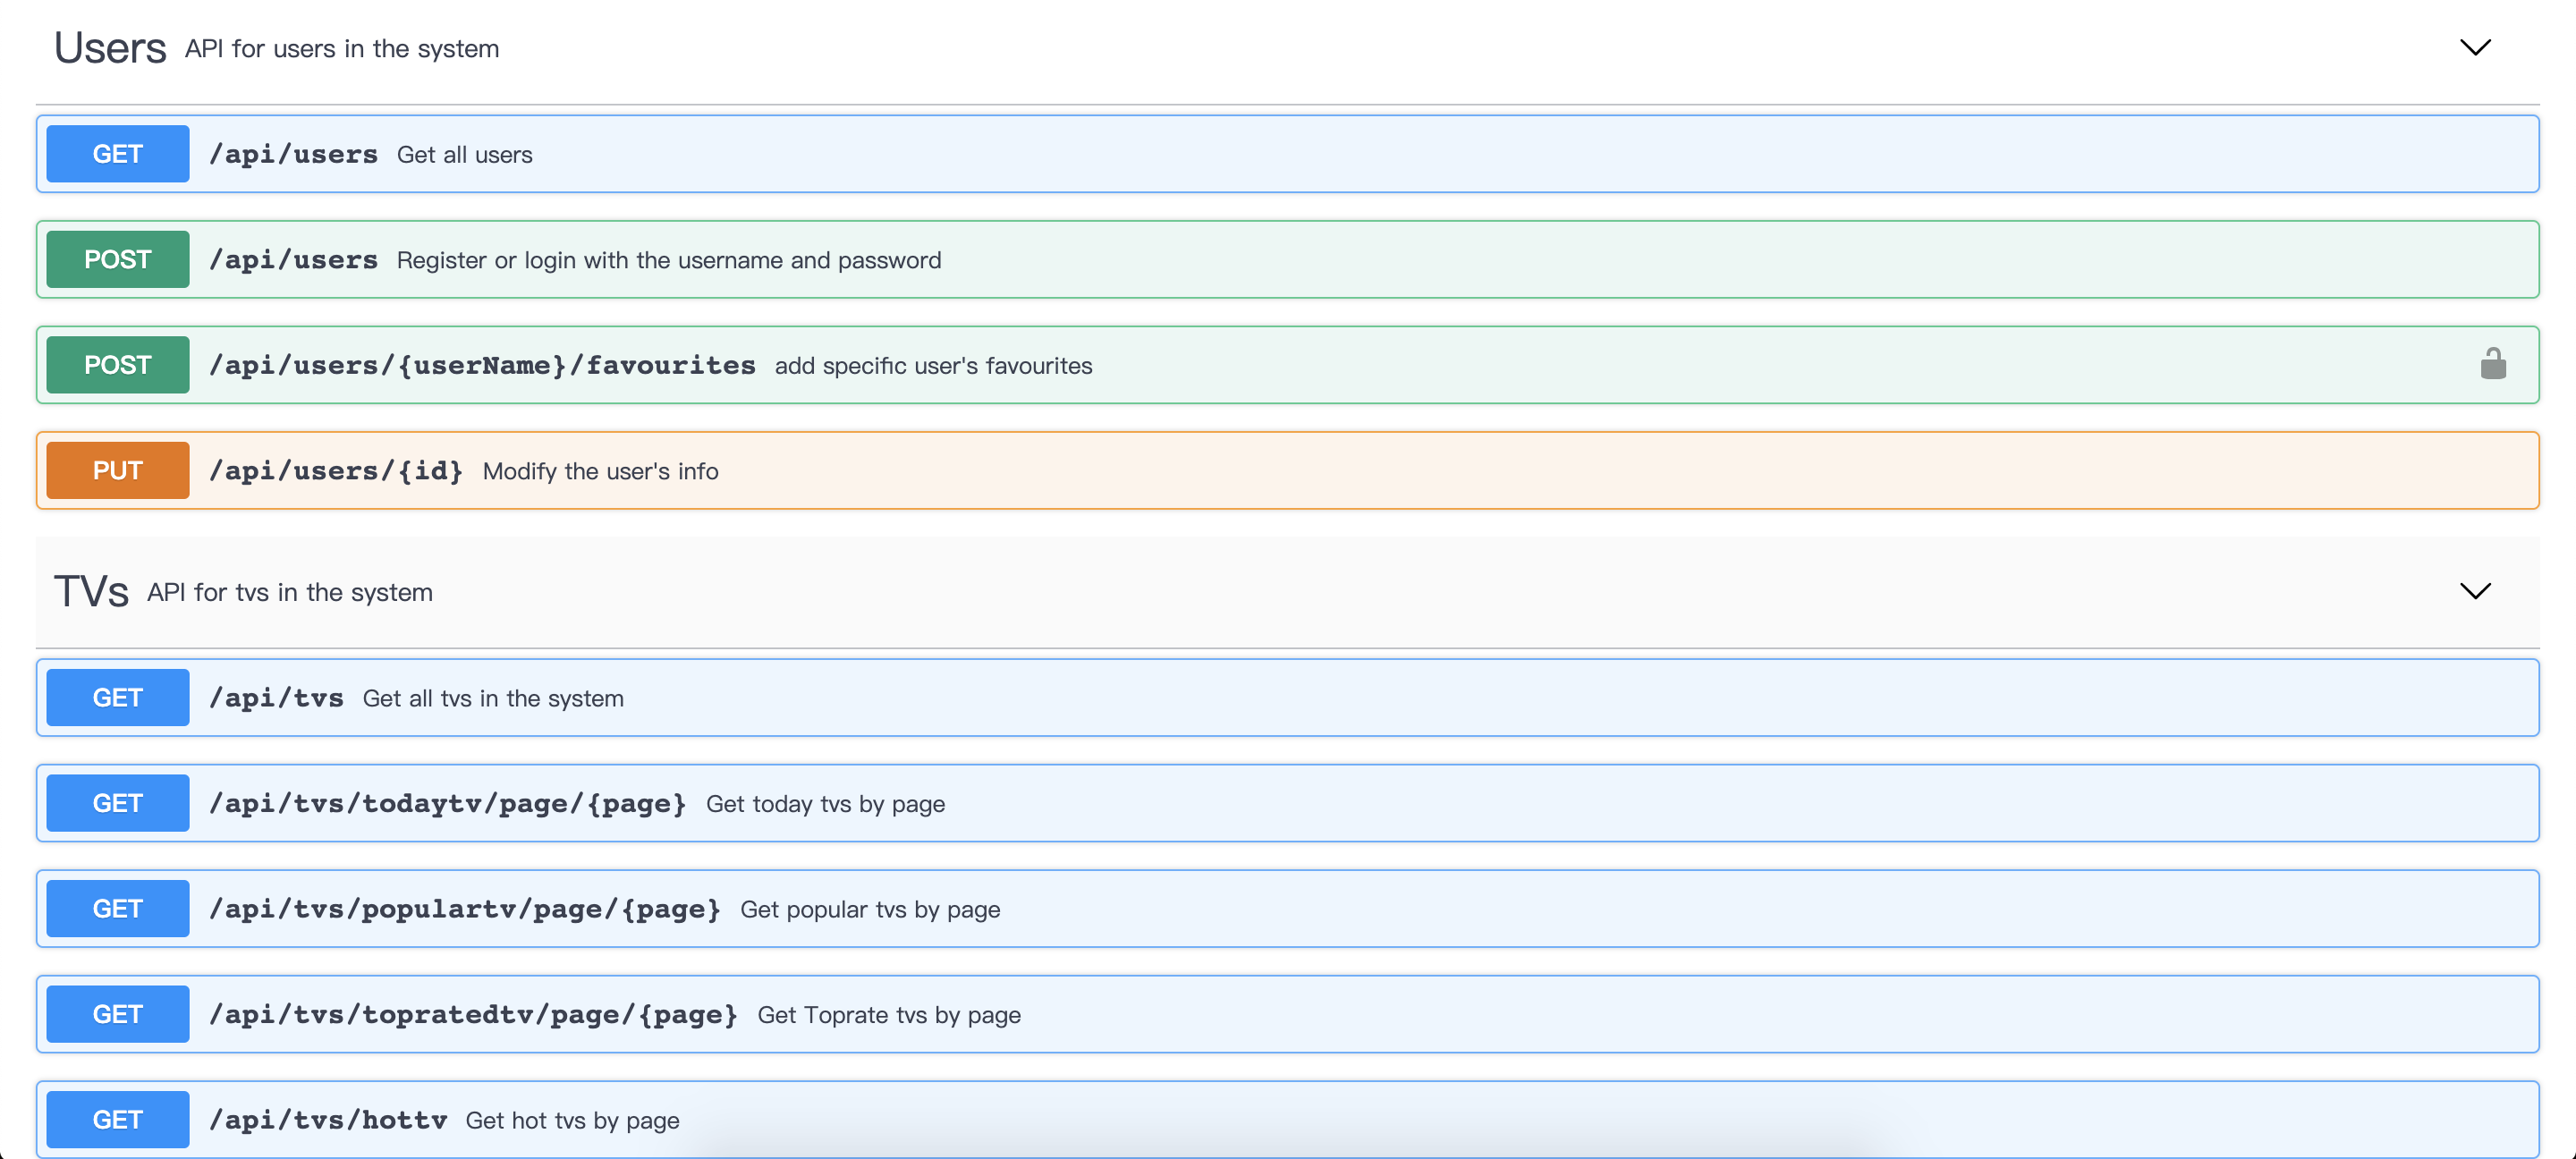 Users API for users in the system
GET /api/users Get all users
POST /api/users Register or login with the username and password
POST /api/users/{userName}/favourites add specific user's favourites
PUT /api/users/{id} Modify the user's info
TVs API for tvs in the system
GET /api/tvs Get all tvs in the system
GET /api/tvs/todaytv/page/{page} Get today tvs by page
GET /api/tvs/populartv/page/{page} Get popular tvs by page
GET /api/tvs/topratedtv/page/{page} Get Toprate tvs by page
GET /api/tvs/hottv Get hot tvs by page